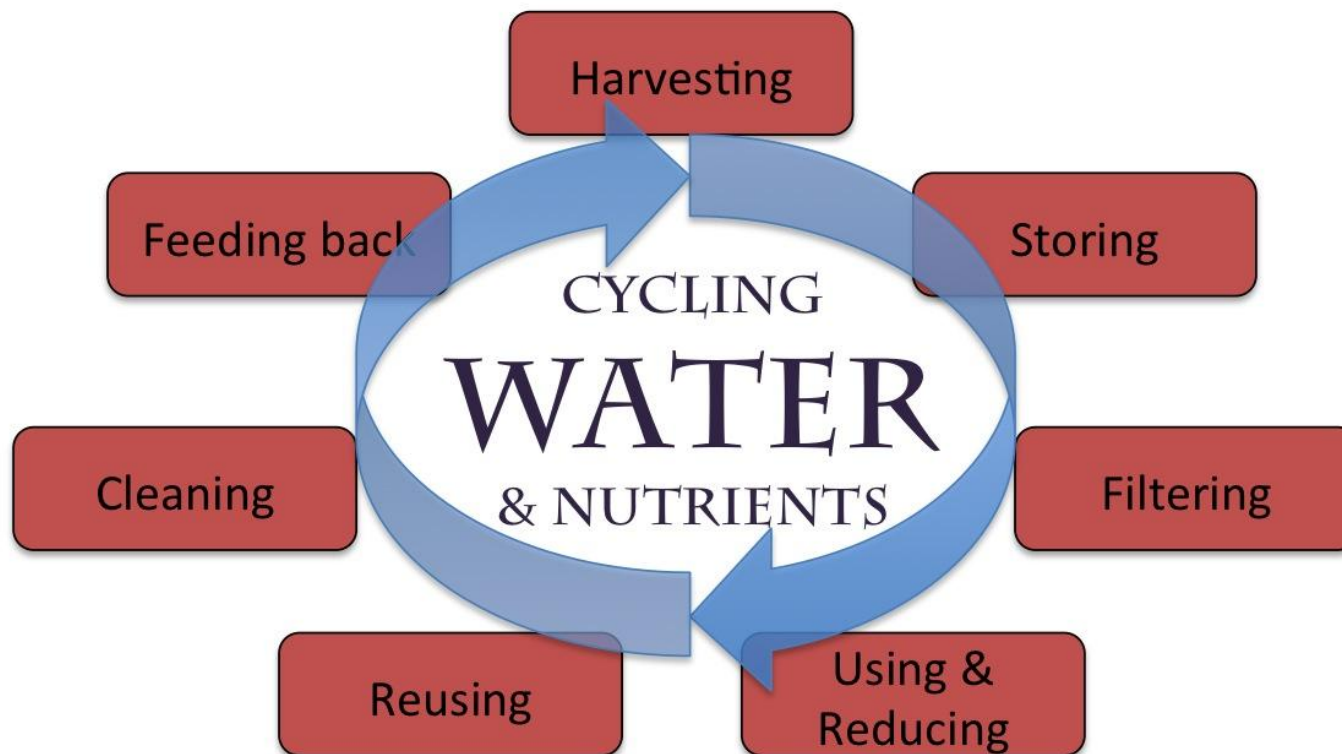 Harvesting
Storing
Filtering
Using &
Reducing
Reusing
Cleaning
Feeding back
CYCLING
WATER
& NUTRIENTS